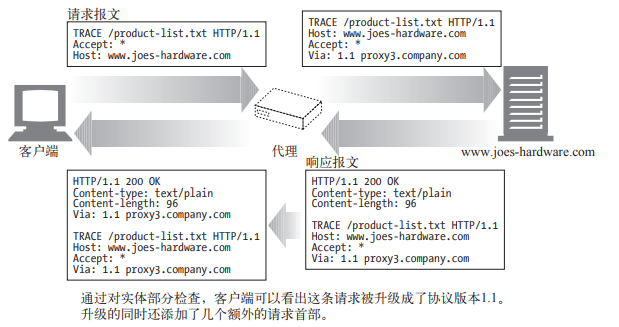 请求报文
TRACE /product-list.txt HTTP/1.1
Accept: *
Host: www.joes-hardware.com
TRACE /product-list.txt HTTP/1.1
Host: www.joes-hardware.com
Accept: *
Via: 1.1 proxy3.company.com
客户端
代理
www.joes-hardware.com
响应报文
HTTP/1.1 200 OK
Content-type: text/plain
Content-length: 96
Via: 1.1 proxy3.company.com
TRACE /product-list.txt HTTP/1.1
Host: www.joes-hardware.com
Accept: *
Via: 1.1 proxy3.company.com
HTTP/1.1 200 OK
Content-type: text/plain
Content-length: 96
TRACE /product-list.txt HTTP/1.1
Host: www.joes-hardware.com
Accept: *
Via: 1.1 proxy3.company.com
通过对实体部分检查，客户端可以看出这条请求被升级成了协议版本1.1。
升级的同时还添加了几个额外的请求首部。